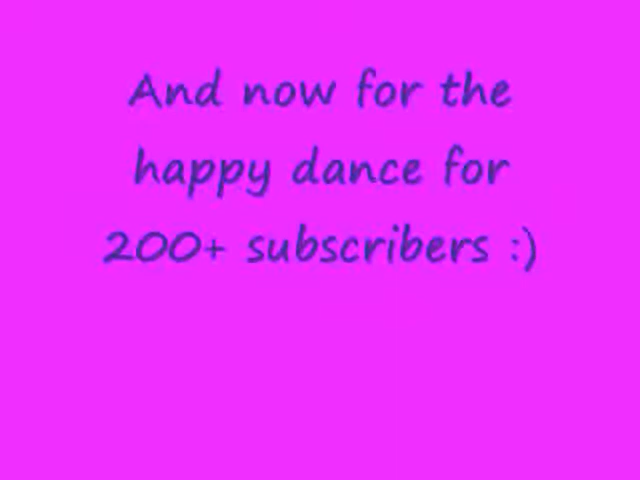 And now for the
happy dance for
200+ subscribers :)